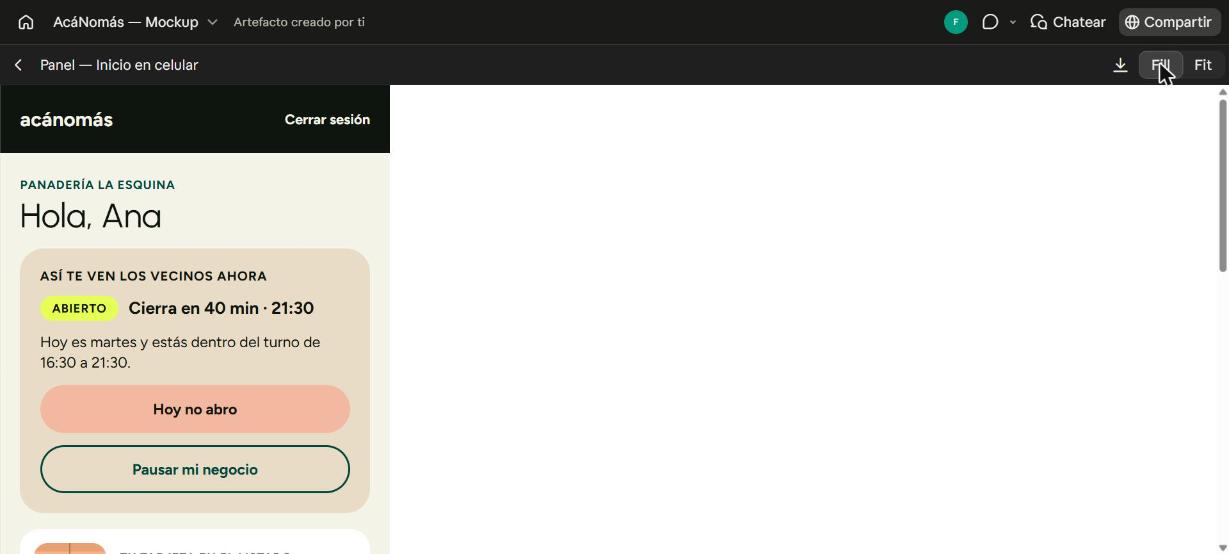 AcáNomás — Mockup
Artefacto creado por ti
F
Chatear
Compartir
Panel — Inicio en celular
Fill
Fit
acánomás
Cerrar sesión
PANADERÍA LA ESQUINA
Hola, Ana
ASÍ TE VEN LOS VECINOS AHORA
ABIERTO
Cierra en 40 min · 21:30
Hoy es martes y estás dentro del turno de
16:30 a 21:30.
Hoy no abro
Pausar mi negocio